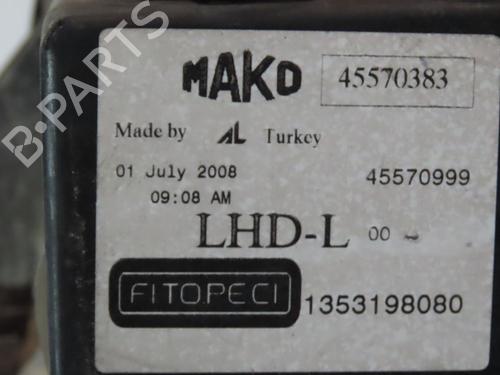 B-PARTS
MAKO 45570383
Made by AL Turkey
01 July 2008 45570999
09:08 AM
LHD-L 00
FITOPECI 1353198080